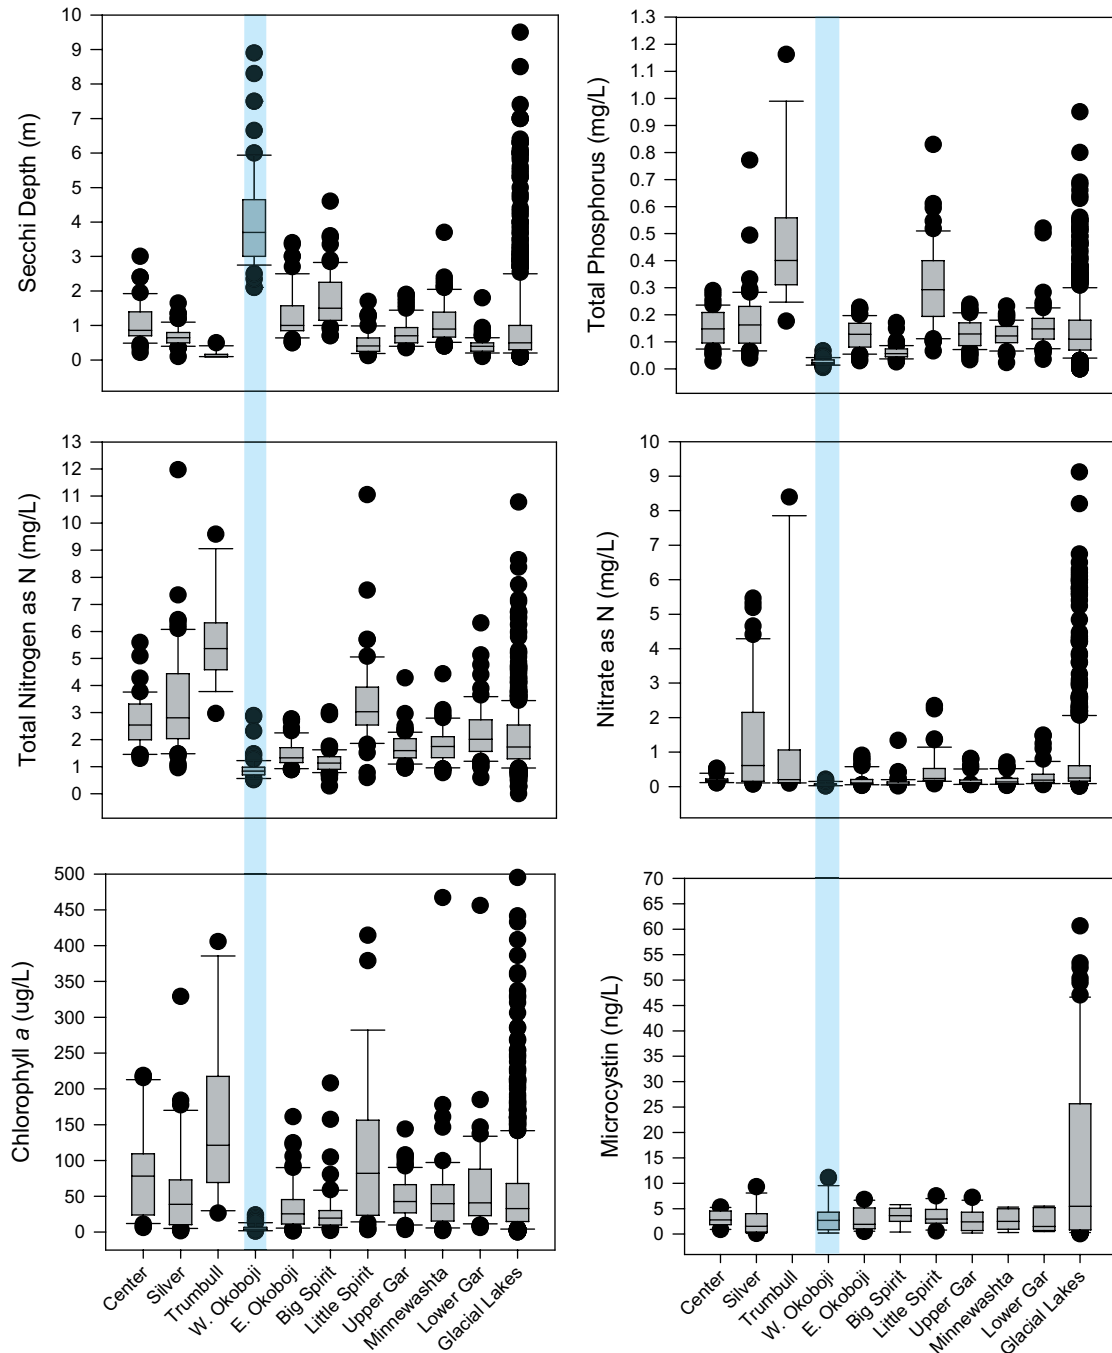 Secchi Depth (m)
10
9
8
7
6
5
4
3
2
1
0
Total Phosphorus (mg/L)
1.3
1.2
1.1
1.0
0.9
0.8
0.7
0.6
0.5
0.4
0.3
0.2
0.1
0.0
Total Nitrogen as N (mg/L)
13
12
11
10
9
8
7
6
5
4
3
2
1
0
Nitrate as N (mg/L)
10
9
8
7
6
5
4
3
2
1
0
Chlorophyll a (ug/L)
500
450
400
350
300
250
200
150
100
50
0
Center
Silver
Trumbull
W. Okoboji
E. Okoboji
Big Spirit
Little Spirit
Upper Gar
Minnewashta
Lower Gar
Glacial Lakes
Microcystin (ng/L)
70
65
60
55
50
45
40
35
30
25
20
15
10
5
0
Center
Silver
Trumbull
W. Okoboji
E. Okoboji
Big Spirit
Little Spirit
Upper Gar
Minnewashta
Lower Gar
Glacial Lakes